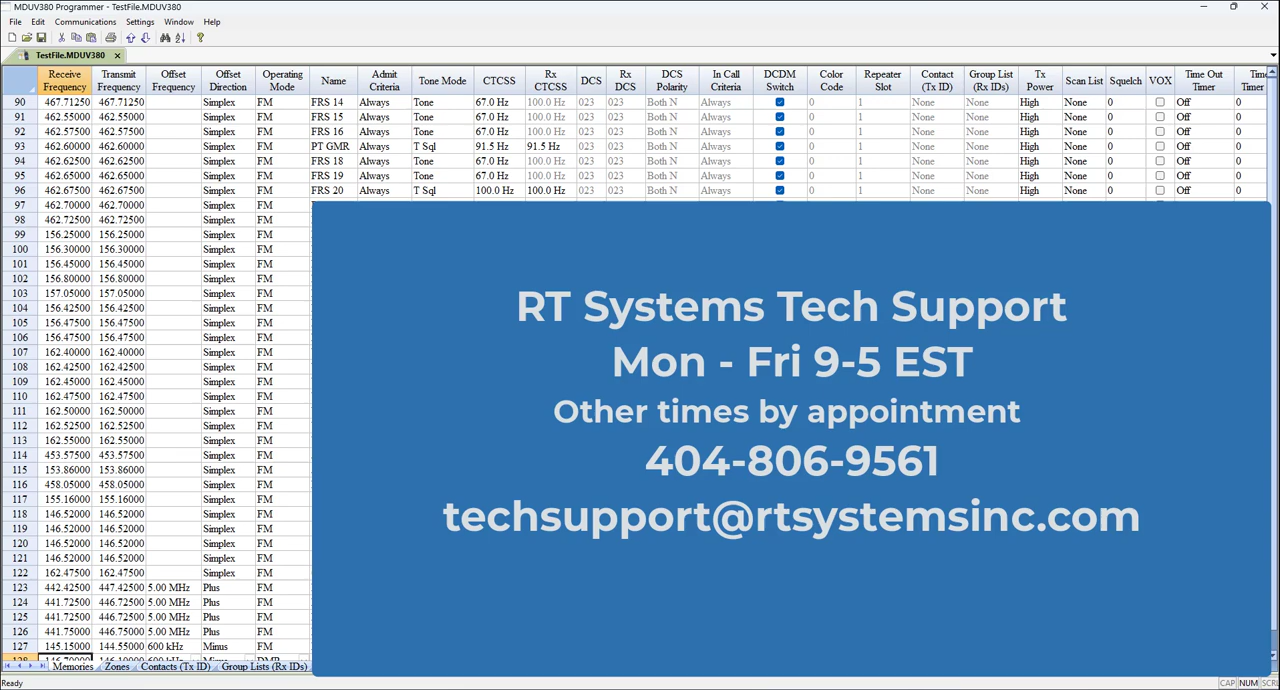 MDUV380 Programmer - TestFile.MDUV380
File Edit Communications Settings Window Help
TestFile.MDUV380
Receive Frequency Transmit Frequency Offset Frequency Offset Direction Operating Mode Name Admit Criteria Tone Mode CTCSS Rx CTCSS DCS Rx DCS DCS Polarity In Call Criteria DCDM Switch Color Code Repeater Slot Contact (Tx ID) Group List (Rx IDs) Tx Power Scan List Squelch VOX Time Out Timer
90 467.71250 467.71250 Simplex FM FRS 14 Always Tone 67.0 Hz 100.0 Hz 023 023 Both N Always 0 1 None None High None 0 Off 0
91 462.55000 462.55000 Simplex FM FRS 15 Always Tone 67.0 Hz 100.0 Hz 023 023 Both N Always 0 1 None None High None 0 Off 0
92 462.57500 462.57500 Simplex FM FRS 16 Always Tone 67.0 Hz 100.0 Hz 023 023 Both N Always 0 1 None None High None 0 Off 0
93 462.60000 462.60000 Simplex FM PT GMR Always T Sql 91.5 Hz 91.5 Hz 023 023 Both N Always 0 1 None None High None 0 Off 0
94 462.62500 462.62500 Simplex FM FRS 18 Always Tone 67.0 Hz 100.0 Hz 023 023 Both N Always 0 1 None None High None 0 Off 0
95 462.65000 462.65000 Simplex FM FRS 19 Always Tone 67.0 Hz 100.0 Hz 023 023 Both N Always 0 1 None None High None 0 Off 0
96 462.67500 462.67500 Simplex FM FRS 20 Always T Sql 100.0 Hz 100.0 Hz 023 023 Both N Always 0 1 None None High None 0 Off 0
97 462.70000 462.70000 Simplex FM
98 462.72500 462.72500 Simplex FM
99 156.25000 156.25000 Simplex FM
100 156.30000 156.30000 Simplex FM
101 156.45000 156.45000 Simplex FM
102 156.80000 156.80000 Simplex FM
103 157.05000 157.05000 Simplex FM
104 156.42500 156.42500 Simplex FM
105 156.47500 156.47500 Simplex FM
106 156.47500 156.47500 Simplex FM
107 162.40000 162.40000 Simplex FM
108 162.42500 162.42500 Simplex FM
109 162.45000 162.45000 Simplex FM
110 162.47500 162.47500 Simplex FM
111 162.50000 162.50000 Simplex FM
112 162.52500 162.52500 Simplex FM
113 162.55000 162.55000 Simplex FM
114 453.57500 453.57500 Simplex FM
115 153.86000 153.86000 Simplex FM
116 458.05000 458.05000 Simplex FM
117 155.16000 155.16000 Simplex FM
118 146.52000 146.52000 Simplex FM
119 146.52000 146.52000 Simplex FM
120 146.52000 146.52000 Simplex FM
121 146.52000 146.52000 Simplex FM
122 162.47500 162.47500 Simplex FM
123 442.42500 447.42500 5.00 MHz Plus FM
124 441.72500 446.72500 5.00 MHz Plus FM
125 441.72500 446.72500 5.00 MHz Plus FM
126 441.75000 446.75000 5.00 MHz Plus FM
127 145.15000 144.55000 600 kHz Minus FM
RT Systems Tech Support
Mon - Fri 9-5 EST
Other times by appointment
404-806-9561
techsupport@rtsystemsinc.com
Memories Zones Contacts (Tx ID) Group Lists (Rx IDs)
Ready CAP NUM SCRL